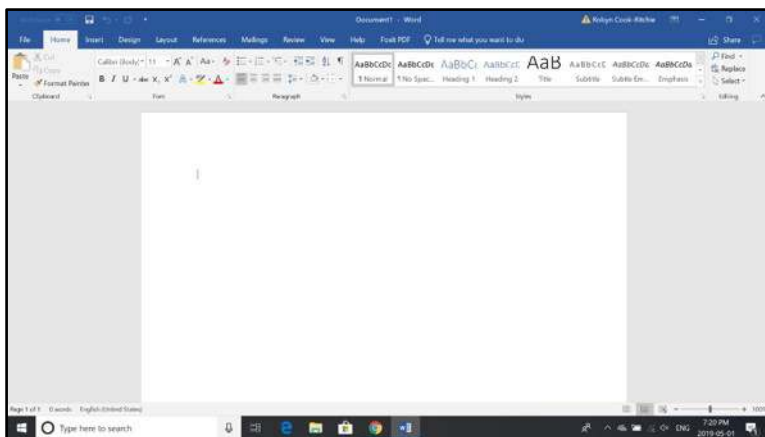 Document1 - Word
Robyn Cook-Ritchie
File Home Insert Design Layout References Mailings Review View Help Foxit PDF Tell me what you want to do Share
Cut
Copy
Paste Format Painter
Calibri (Body) 11
AaBbCcDc AaBbCcDc AaBbCc AaBbCcC AaB AaBbCcC AaBbCcDc AaBbCcDc
¶ Normal ¶ No Spac... Heading 1 Heading 2 Title Subtitle Subtle Em... Emphasis
Find
Replace
Select
Clipboard Font Paragraph Styles Editing
Page 1 of 1 0 words English (United States) 100%
Type here to search
ENG
7:20 PM
2019-05-01